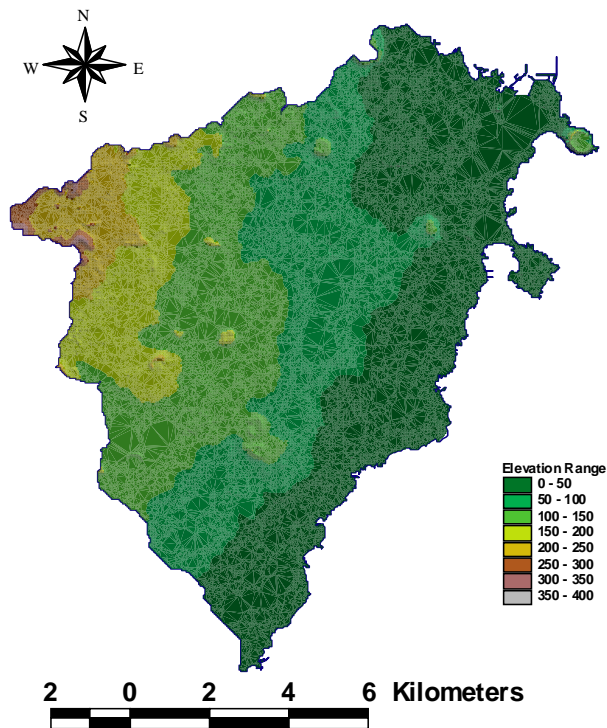 N
W E
S
Elevation Range
0 - 50
50 - 100
100 - 150
150 - 200
200 - 250
250 - 300
300 - 350
350 - 400
2 0 2 4 6 Kilometers